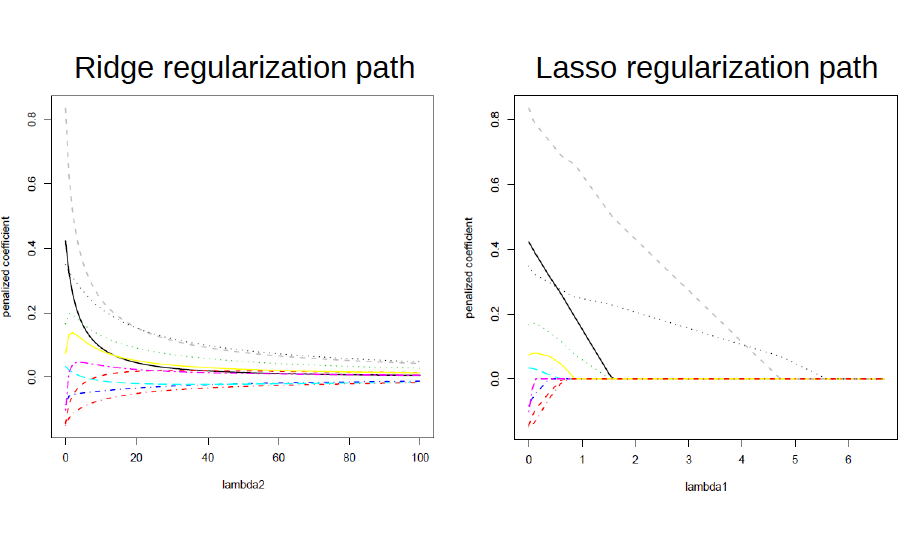 Ridge regularization path
penalized coefficient
0.8
0.6
0.4
0.2
0.0
0 20 40 60 80 100
lambda2
Lasso regularization path
penalized coefficient
0.8
0.6
0.4
0.2
0.0
0 1 2 3 4 5 6
lambda1